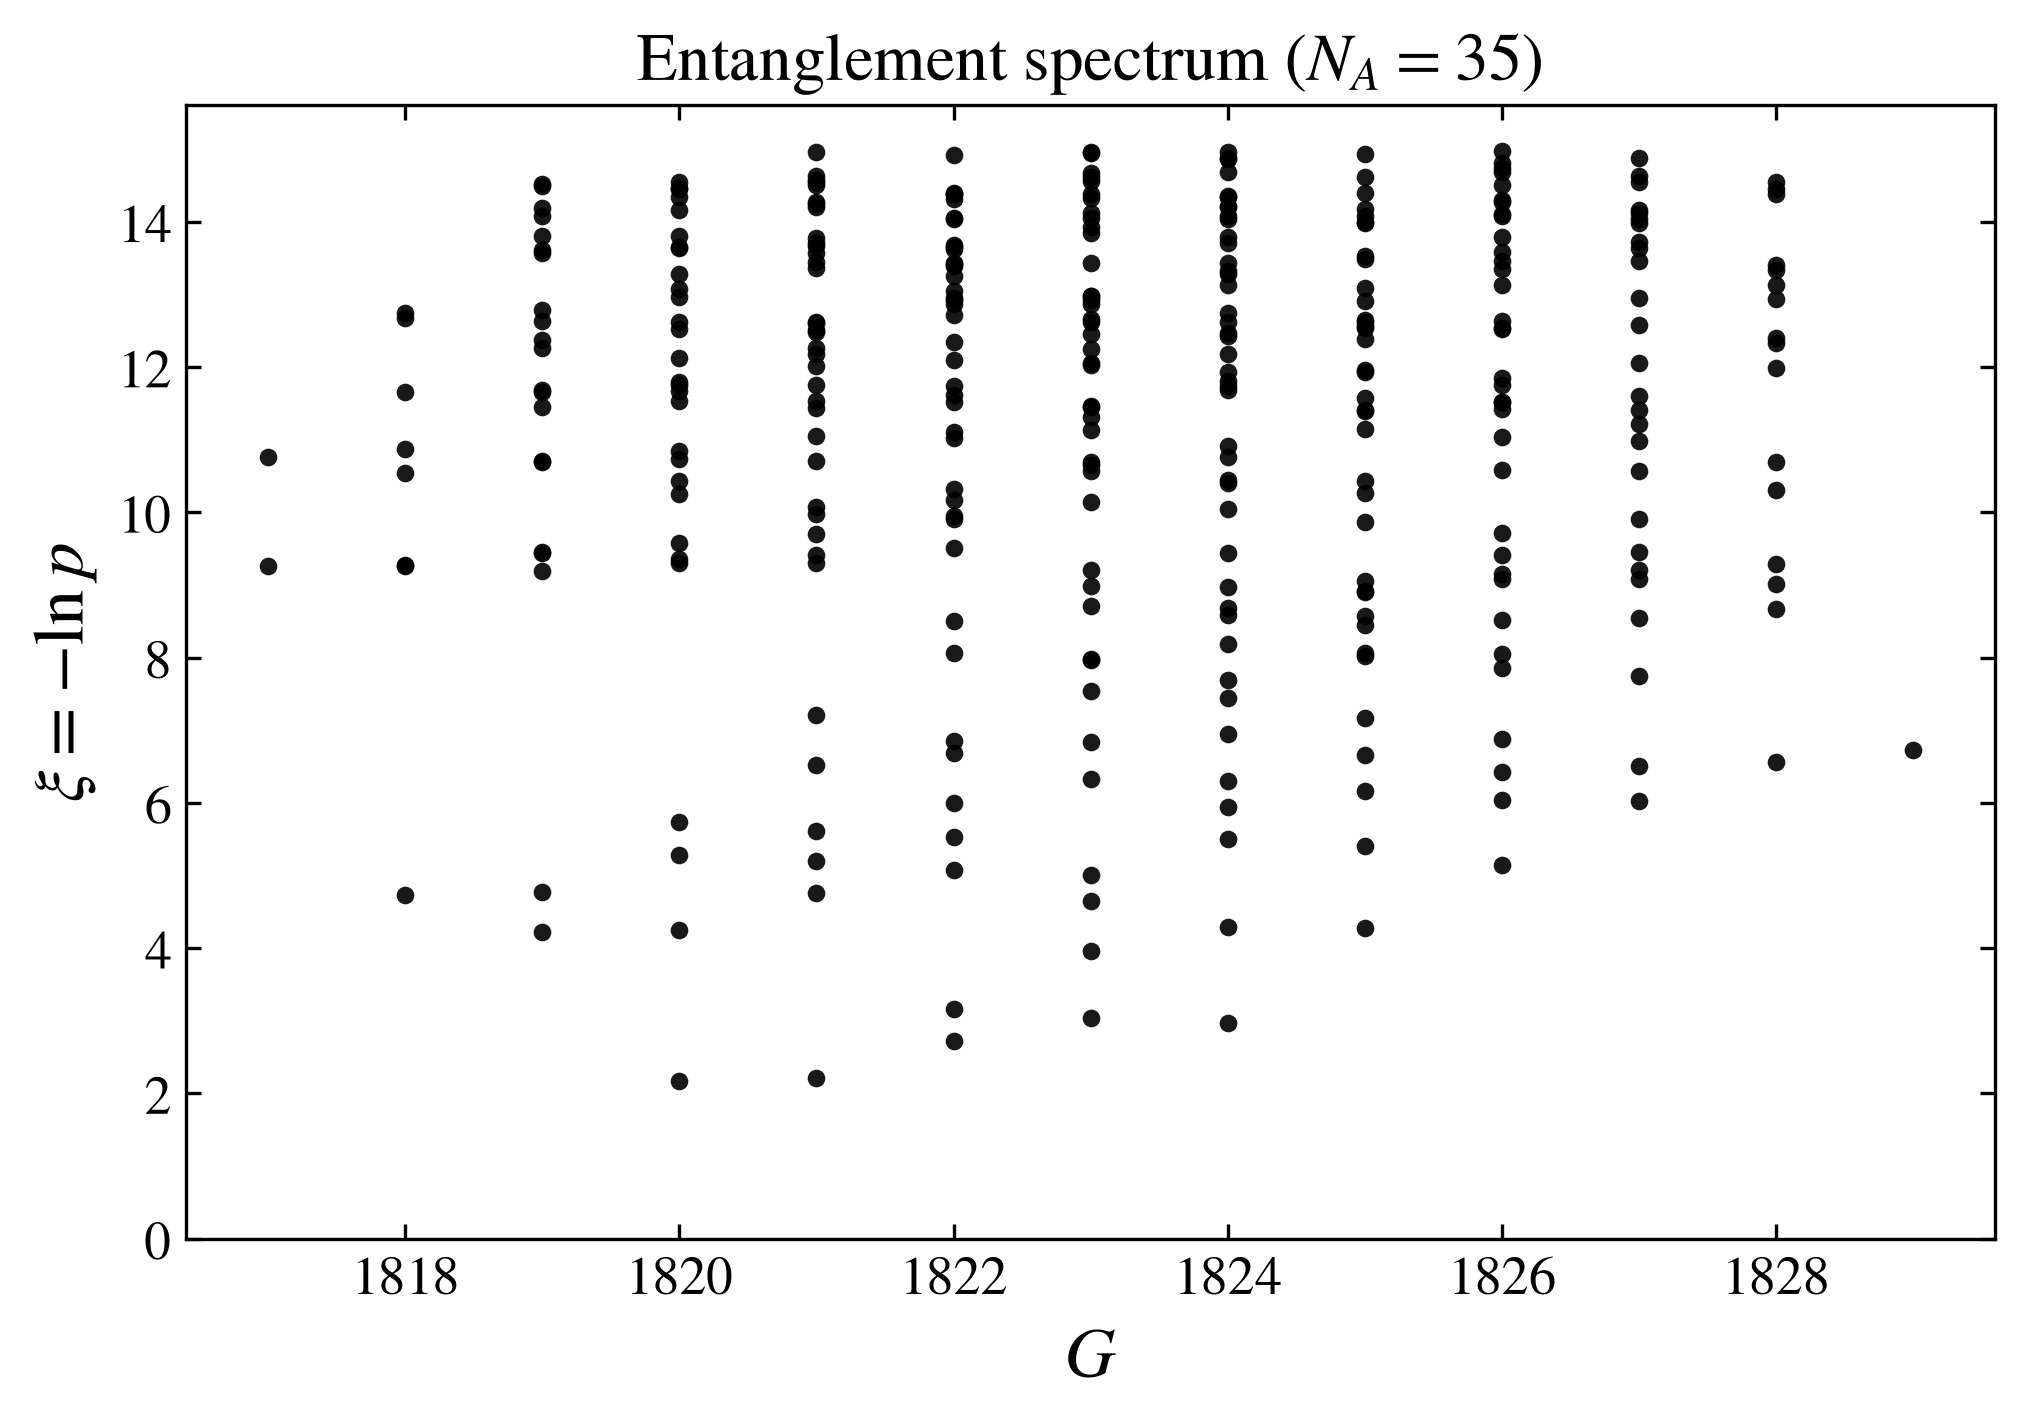 Entanglement spectrum (N_A = 35)
ξ = −ln p
14
12
10
8
6
4
2
0
1818 1820 1822 1824 1826 1828
G